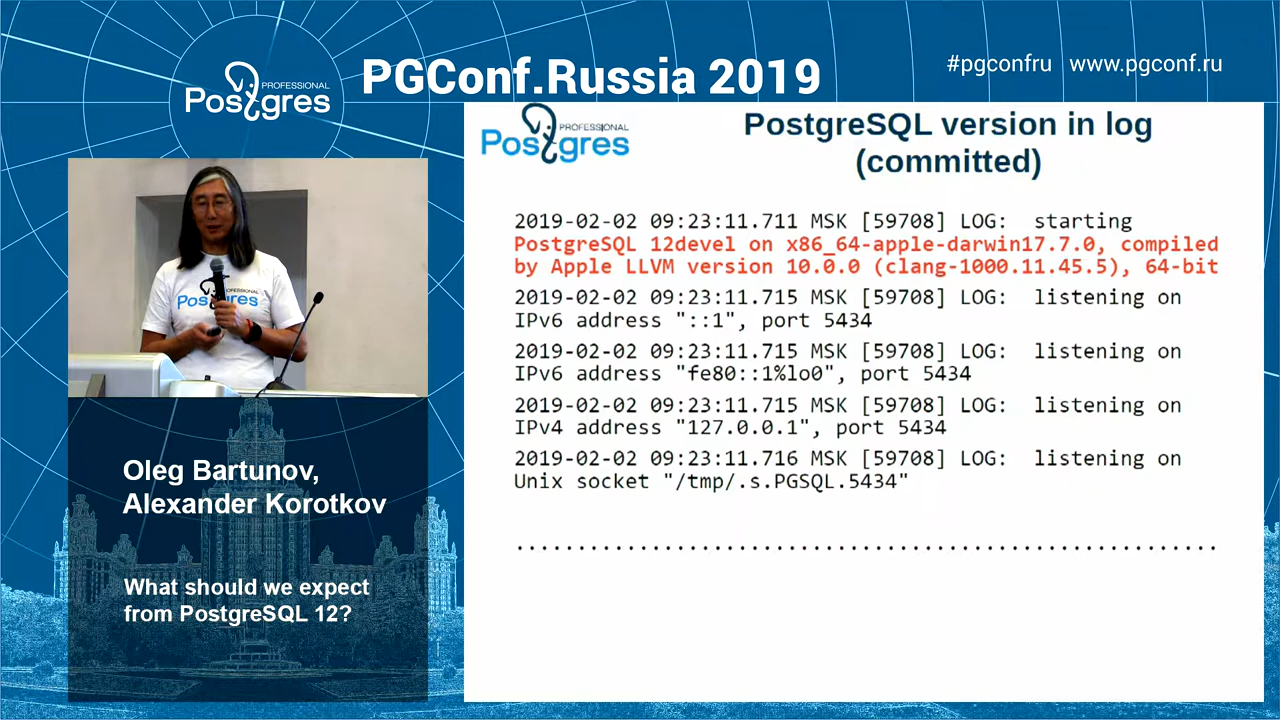 PROFESSIONAL
Postgres
PGConf.Russia 2019
#pgconfru www.pgconf.ru
PROFESSIONAL
Postgres
PostgreSQL version in log
(committed)
2019-02-02 09:23:11.711 MSK [59708] LOG: starting
PostgreSQL 12devel on x86_64-apple-darwin17.7.0, compiled
by Apple LLVM version 10.0.0 (clang-1000.11.45.5), 64-bit
2019-02-02 09:23:11.715 MSK [59708] LOG: listening on
IPv6 address "::1", port 5434
2019-02-02 09:23:11.715 MSK [59708] LOG: listening on
IPv6 address "fe80::1%lo0", port 5434
2019-02-02 09:23:11.715 MSK [59708] LOG: listening on
IPv4 address "127.0.0.1", port 5434
2019-02-02 09:23:11.716 MSK [59708] LOG: listening on
Unix socket "/tmp/.s.PGSQL.5434"
.........................................................
PROFESSIONAL
Postgres
Oleg Bartunov,
Alexander Korotkov
What should we expect
from PostgreSQL 12?